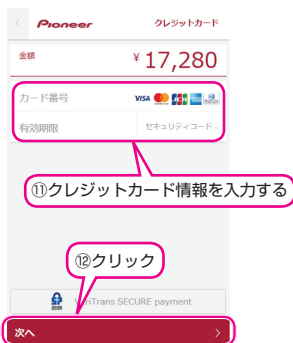 Pioneer クレジットカード
金額 ¥ 17,280
カード番号 VISA
有効期限 セキュリティコード
⑪クレジットカード情報を入力する
⑫クリック
VeriTrans SECURE payment
次へ